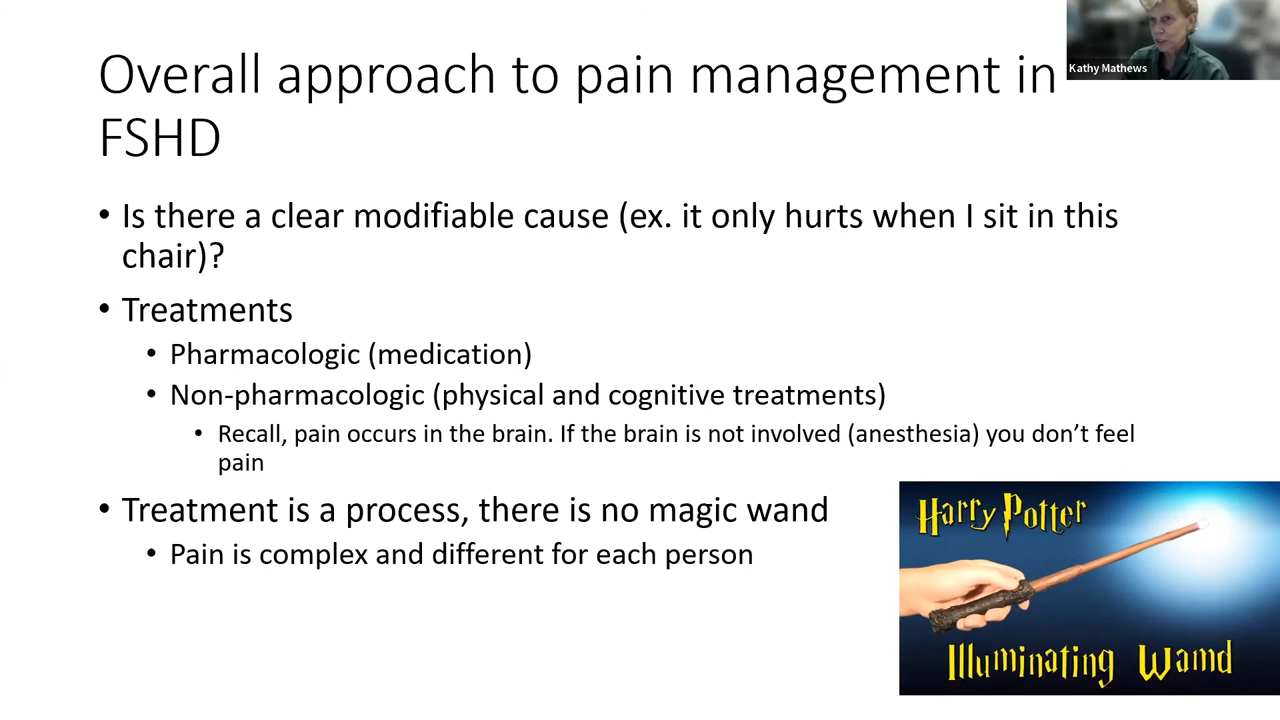 Kathy Mathews
Overall approach to pain management in
FSHD
• Is there a clear modifiable cause (ex. it only hurts when I sit in this
chair)?
• Treatments
• Pharmacologic (medication)
• Non-pharmacologic (physical and cognitive treatments)
• Recall, pain occurs in the brain. If the brain is not involved (anesthesia) you don’t feel
pain
• Treatment is a process, there is no magic wand
• Pain is complex and different for each person
Harry Potter
Illuminating Wamd